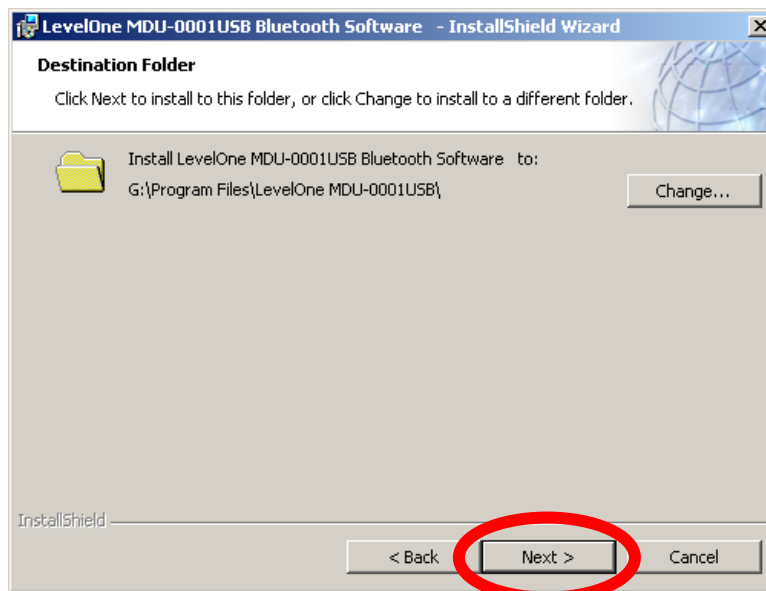 LevelOne MDU-0001USB Bluetooth Software - InstallShield Wizard
Destination Folder
Click Next to install to this folder, or click Change to install to a different folder.
Install LevelOne MDU-0001USB Bluetooth Software to:
G:\Program Files\LevelOne MDU-0001USB\
Change...
InstallShield
< Back Next > Cancel